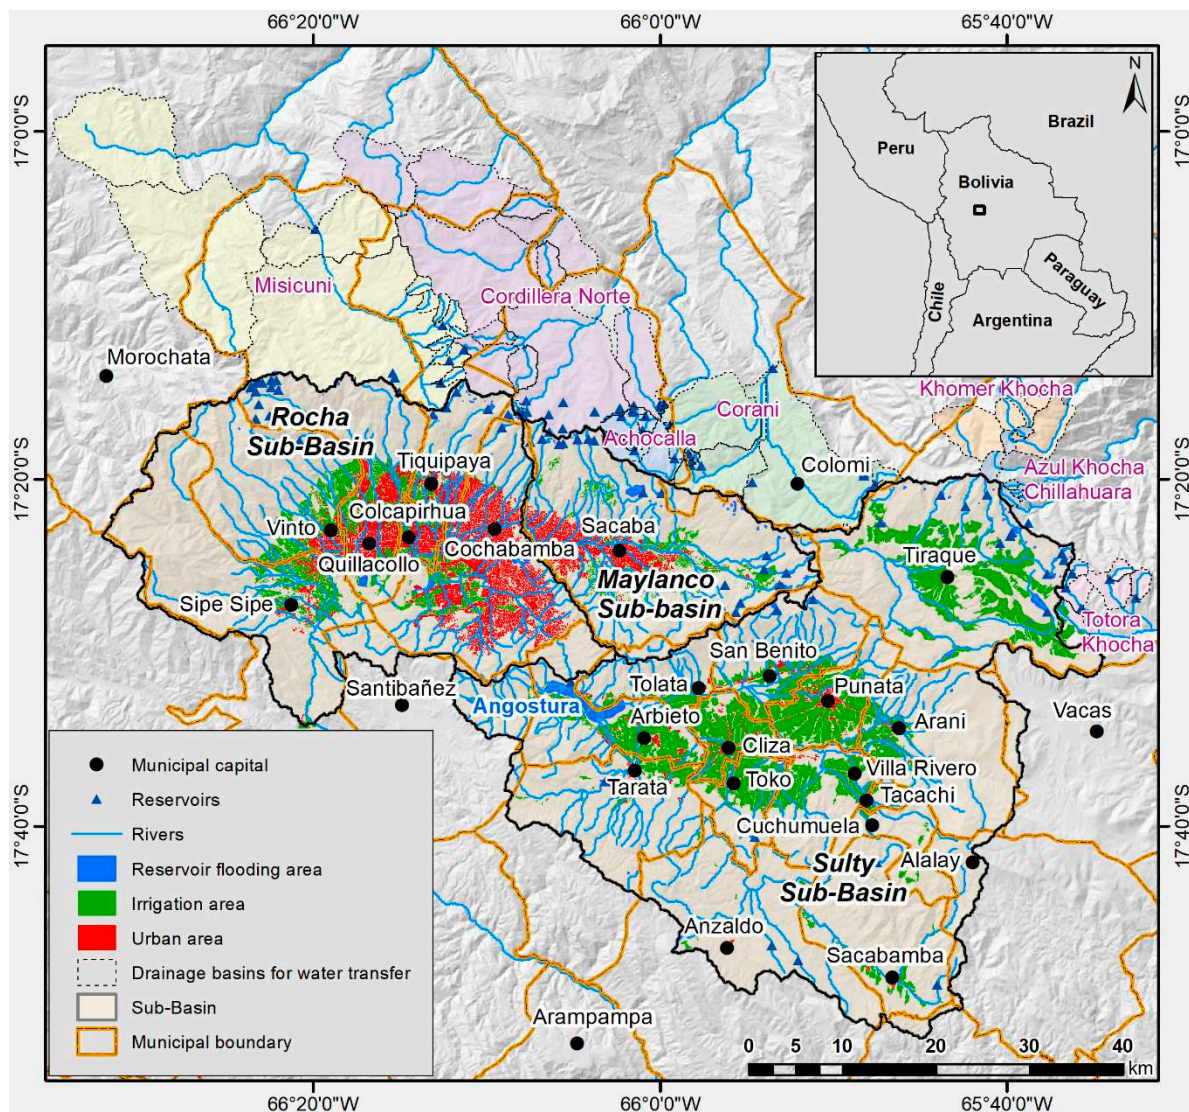 66°20'0"W
66°0'0"W
65°40'0"W
17°0'0"S
17°0'0"S
N
Brazil
Peru
Bolivia
Paraguay
Chile
Argentina
Misicuni
Cordillera Norte
Morochata
Khomer Khocha
Corani
Rocha
Sub-Basin
Achocalla
Azul Khocha
Chillahuara
Tiquipaya
Colomi
17°20'0"S
17°20'0"S
Colcapirhua
Vinto
Sacaba
Cochabamba
Tiraque
Quillacollo
Maylanco
Sub-basin
Sipe Sipe
Totora
Khocha
San Benito
Santibañez
Tolata
Punata
Angostura
Arbieto
Arani
Vacas
Cliza
Villa Rivero
Tarata
Toko
Tacachi
Cuchumuela
17°40'0"S
17°40'0"S
Alalay
Sulty
Sub-Basin
Anzaldo
Sacabamba
Arampampa
Municipal capital
Reservoirs
Rivers
Reservoir flooding area
Irrigation area
Urban area
Drainage basins for water transfer
Sub-Basin
Municipal boundary
0 5 10 20 30 40
km
66°20'0"W
66°0'0"W
65°40'0"W